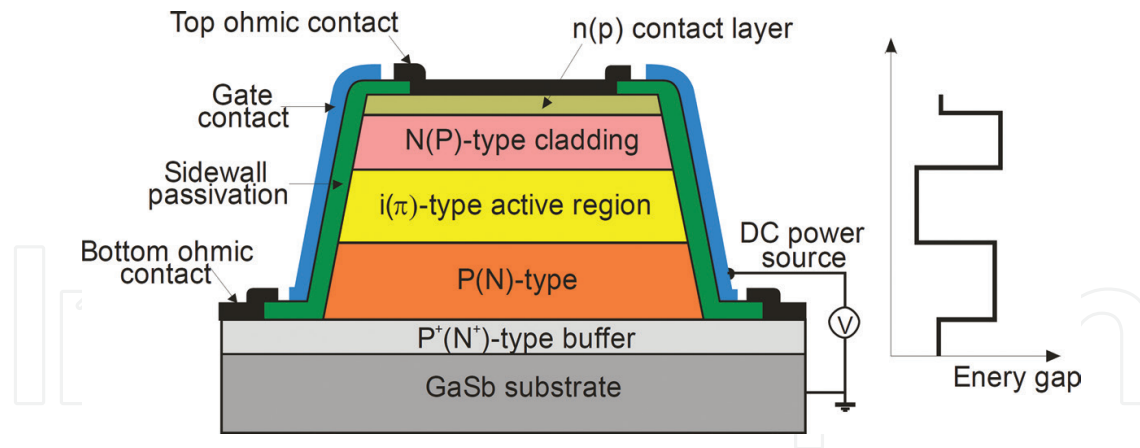 Top ohmic contact
n(p) contact layer
Gate
contact
N(P)-type cladding
Sidewall
passivation
i(π)-type active region
Bottom ohmic
contact
DC power
source
P(N)-type
V
P⁺(N⁺)-type buffer
GaSb substrate
Enery gap